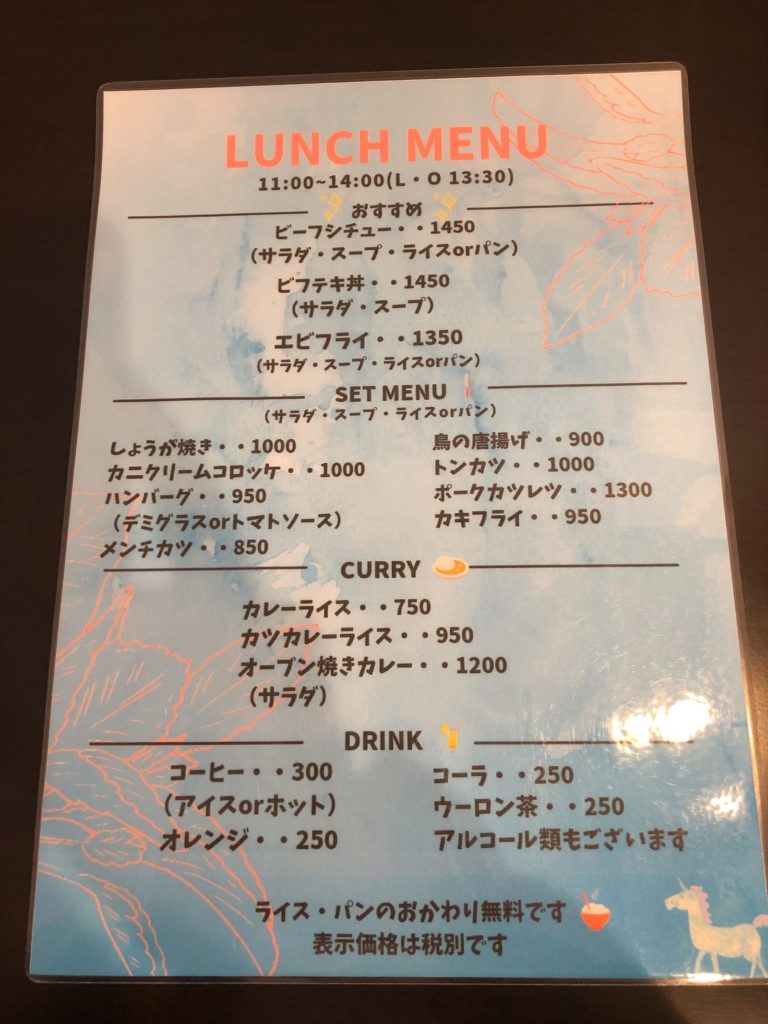 LUNCH MENU
11:00~14:00(L・O 13:30)
おすすめ
ビーフシチュー・・1450
(サラダ・スープ・ライスorパン)
ビフテキ丼・・1450
(サラダ・スープ)
エビフライ・・1350
(サラダ・スープ・ライスorパン)
SET MENU
(サラダ・スープ・ライスorパン)
しょうが焼き・・1000
カニクリームコロッケ・・1000
ハンバーグ・・950
(デミグラスorトマトソース)
メンチカツ・・850
鳥の唐揚げ・・900
トンカツ・・1000
ポークカツレツ・・1300
カキフライ・・950
CURRY
カレーライス・・750
カツカレーライス・・950
オーブン焼きカレー・・1200
(サラダ)
DRINK
コーヒー・・300
(アイスorホット)
オレンジ・・250
コーラ・・250
ウーロン茶・・250
アルコール類もございます
ライス・パンのおかわり無料です
表示価格は税別です